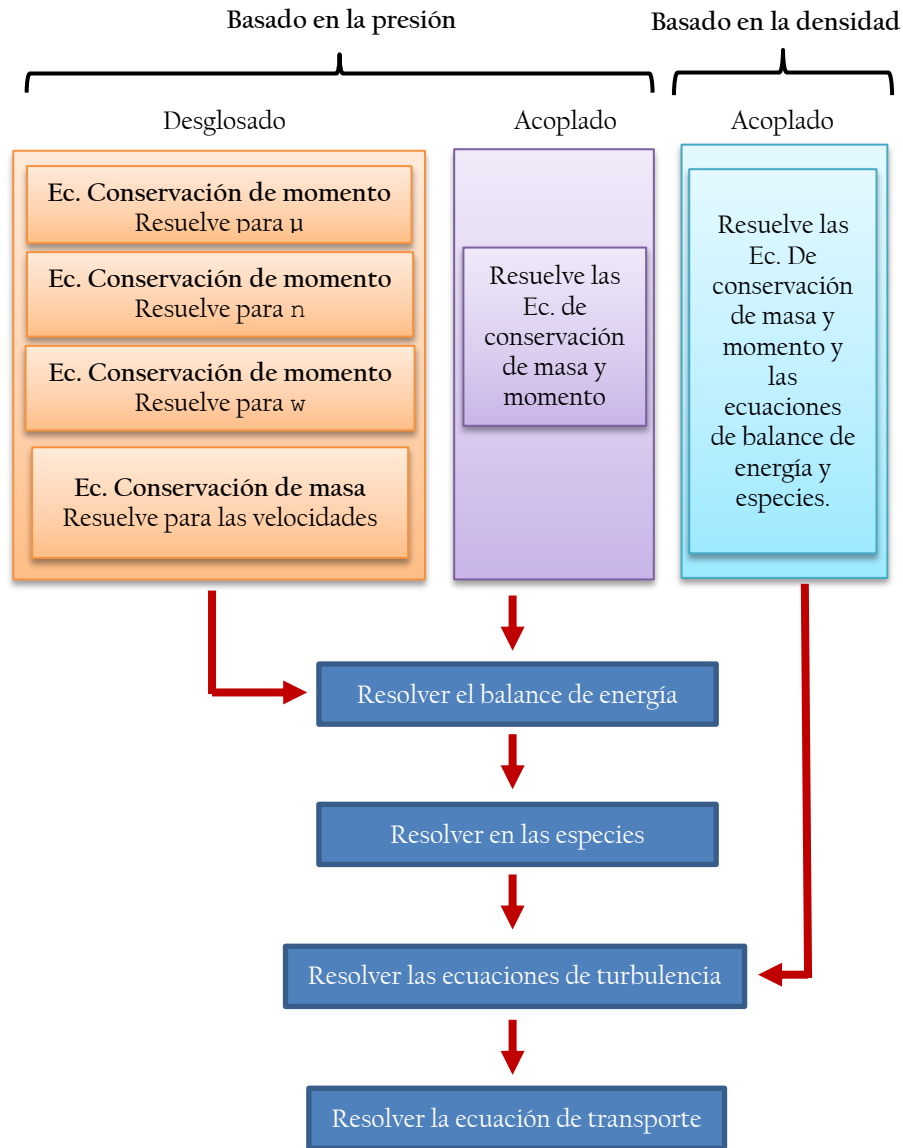 Basado en la presión
Basado en la densidad
Desglosado
Acoplado
Acoplado
Ec. Conservación de momento
Resuelve para μ
Ec. Conservación de momento
Resuelve para n
Ec. Conservación de momento
Resuelve para w
Ec. Conservación de masa
Resuelve para las velocidades
Resuelve las
Ec. de
conservación
de masa y
momento
Resuelve las
Ec. De
conservación
de masa y
momento y
las
ecuaciones
de balance de
energía y
especies.
Resolver el balance de energía
Resolver en las especies
Resolver las ecuaciones de turbulencia
Resolver la ecuación de transporte